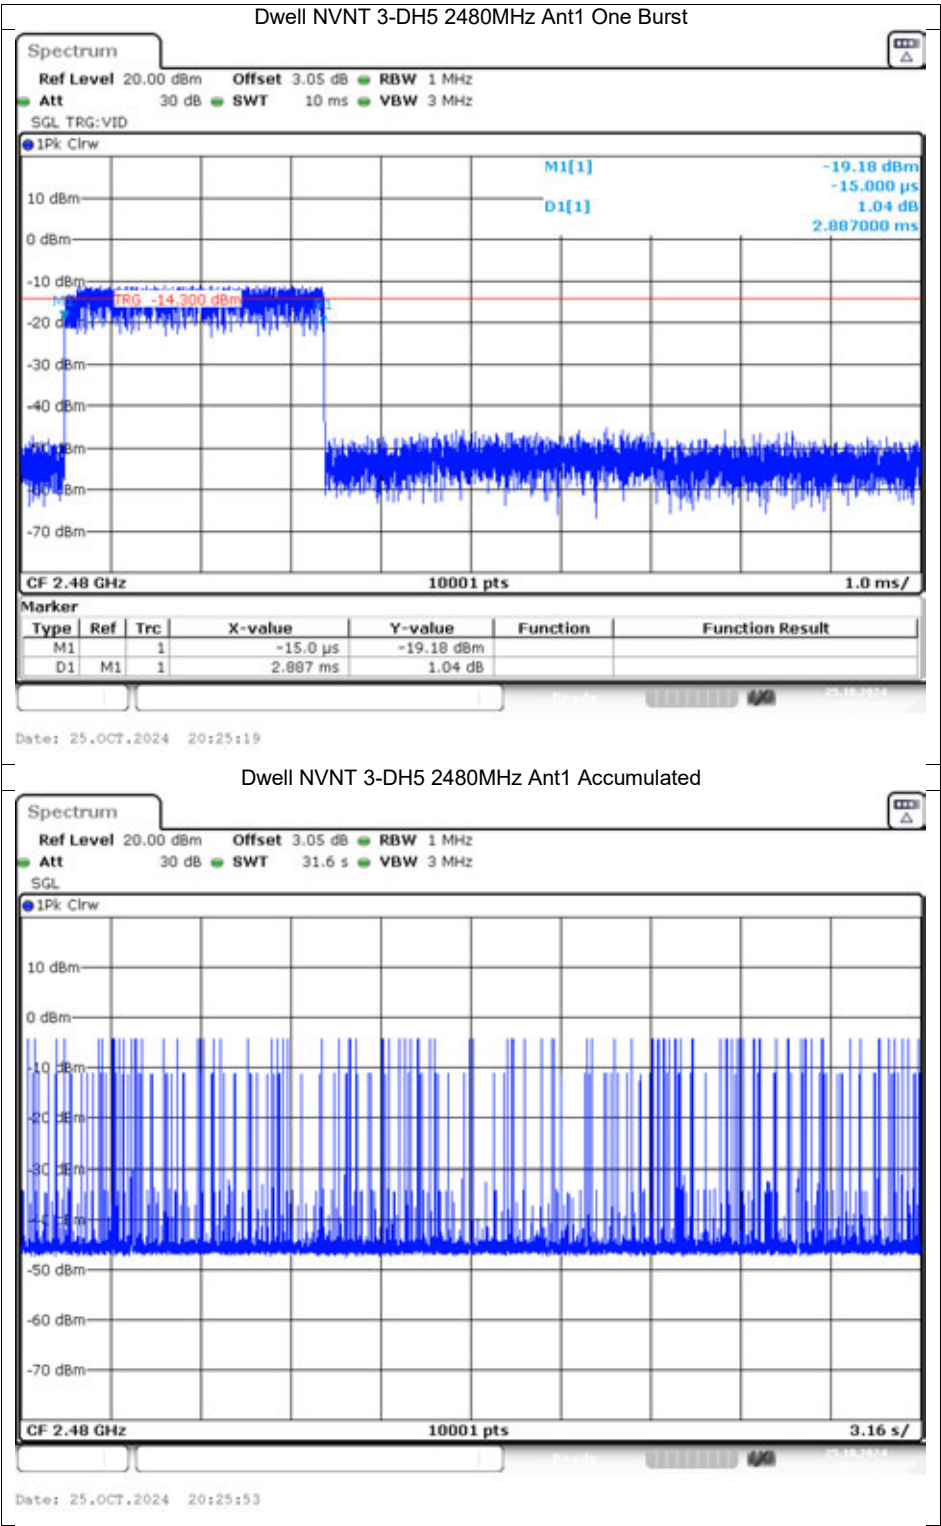 Dwell NVNT 3-DH5 2480MHz Ant1 One Burst
Spectrum
Ref Level 20.00 dBm Offset 3.05 dB RBW 1 MHz
Att 30 dB SWT 10 ms VBW 3 MHz
SGL TRG:VID
1Pk Clrw
M1[1] -19.18 dBm
-15.000 µs
10 dBm
D1[1] 1.04 dB
2.887000 ms
0 dBm
-10 dBm
TRG -14.300 dBm
-20 d
-30 dBm
-40 dBm
-70 dBm
CF 2.48 GHz 10001 pts 1.0 ms/
Marker
Type Ref Trc X-value Y-value Function Function Result
M1 1 -15.0 µs -19.18 dBm
D1 M1 1 2.887 ms 1.04 dB
25.10.2024
Date: 25.OCT.2024 20:25:19
Dwell NVNT 3-DH5 2480MHz Ant1 Accumulated
Spectrum
Ref Level 20.00 dBm Offset 3.05 dB RBW 1 MHz
Att 30 dB SWT 31.6 s VBW 3 MHz
SGL
1Pk Clrw
10 dBm
0 dBm
-10 dBm
-50 dBm
-60 dBm
-70 dBm
CF 2.48 GHz 10001 pts 3.16 s/
25.10.2024
Date: 25.OCT.2024 20:25:53